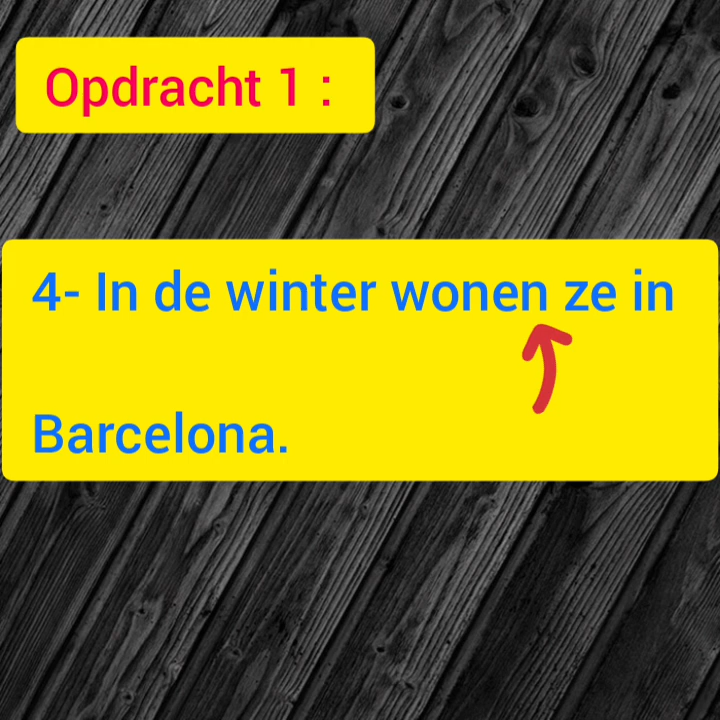 Opdracht 1 :
4- In de winter wonen ze in
Barcelona.